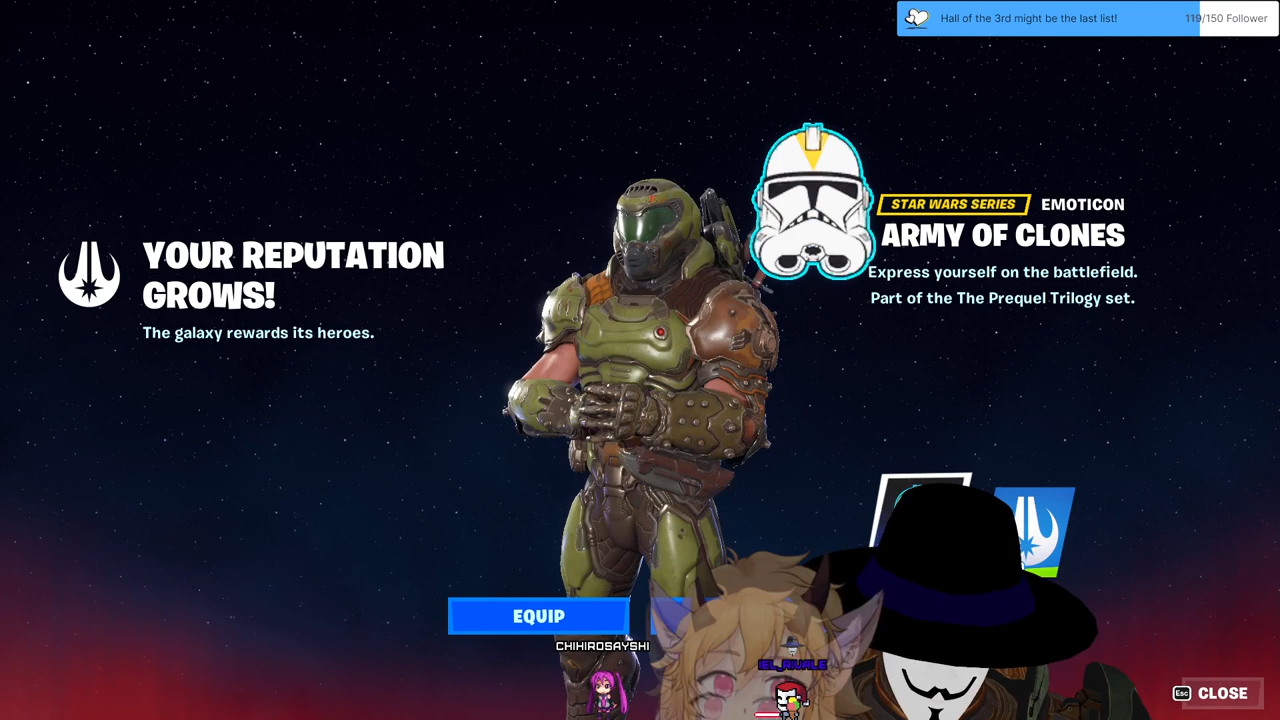 Hall of the 3rd might be the last list!
119/150 Follower
STAR WARS SERIES
EMOTICON
ARMY OF CLONES
Express yourself on the battlefield.
Part of the The Prequel Trilogy set.
YOUR REPUTATION
GROWS!
The galaxy rewards its heroes.
EQUIP
CHIHIROSAYSHI
IEL_RIVALE
Esc CLOSE